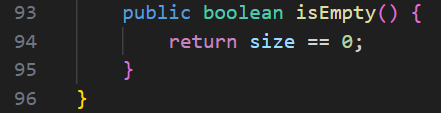 93 public boolean isEmpty() {
94 return size == 0;
95 }
96 }